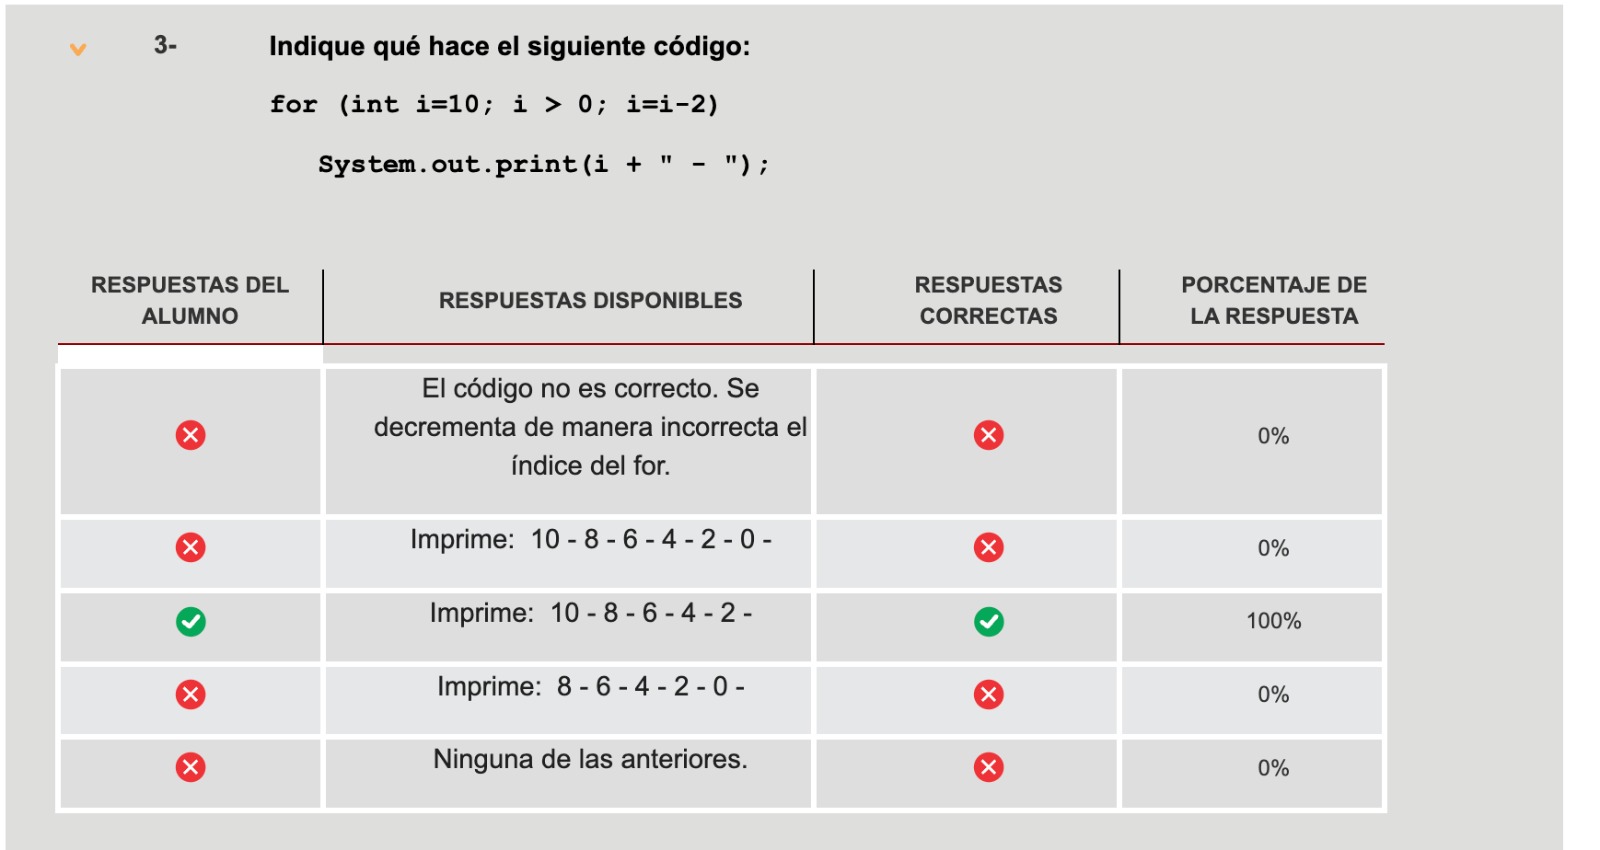 3- Indique qué hace el siguiente código:
for (int i=10; i > 0; i=i-2)
System.out.print(i + " - ");
RESPUESTAS DEL ALUMNO RESPUESTAS DISPONIBLES RESPUESTAS CORRECTAS PORCENTAJE DE LA RESPUESTA
El código no es correcto. Se
decrementa de manera incorrecta el
índice del for.
0%
Imprime: 10 - 8 - 6 - 4 - 2 - 0 - 0%
Imprime: 10 - 8 - 6 - 4 - 2 - 100%
Imprime: 8 - 6 - 4 - 2 - 0 - 0%
Ninguna de las anteriores. 0%